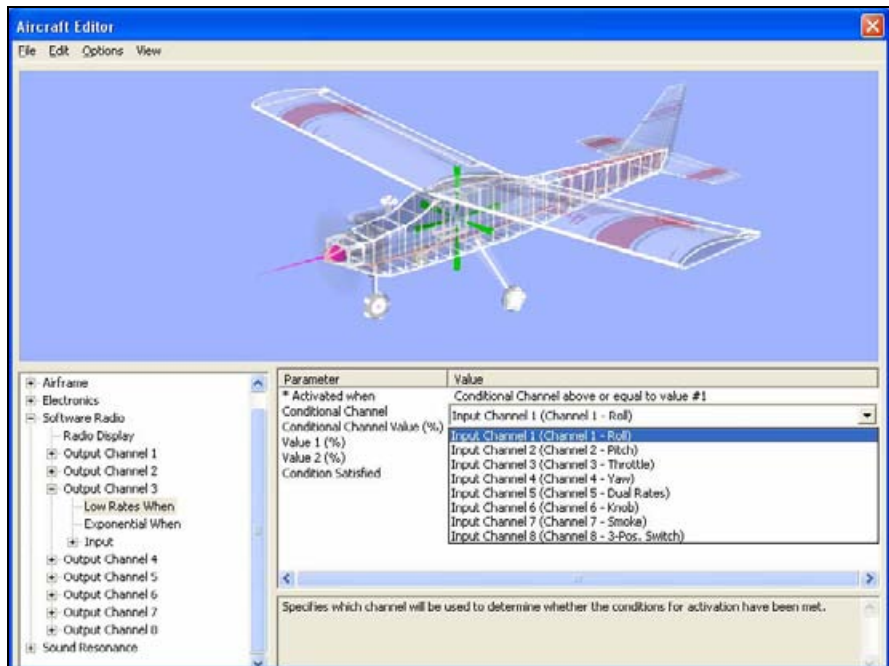 Aircraft Editor
File Edit Options View
Airframe
Electronics
Software Radio
Radio Display
Output Channel 1
Output Channel 2
Output Channel 3
Low Rates When
Exponential When
Input
Output Channel 4
Output Channel 5
Output Channel 6
Output Channel 7
Output Channel 8
Sound Resonance
Parameter Value
* Activated when Conditional Channel above or equal to value #1
Conditional Channel Input Channel 1 (Channel 1 - Roll)
Conditional Channel Value (%)
Value 1 (%)
Value 2 (%)
Condition Satisfied
Input Channel 1 (Channel 1 - Roll)
Input Channel 2 (Channel 2 - Pitch)
Input Channel 3 (Channel 3 - Throttle)
Input Channel 4 (Channel 4 - Yaw)
Input Channel 5 (Channel 5 - Dual Rates)
Input Channel 6 (Channel 6 - Knob)
Input Channel 7 (Channel 7 - Smoke)
Input Channel 8 (Channel 8 - 3-Pos. Switch)
Specifies which channel will be used to determine whether the conditions for activation have been met.